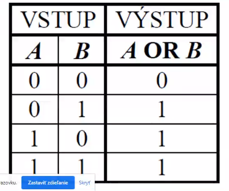 VSTUP VÝSTUP
A B A OR B
0 0 0
0 1 1
1 0 1
1 1 1
Zastaviť zdieľanie Skryť